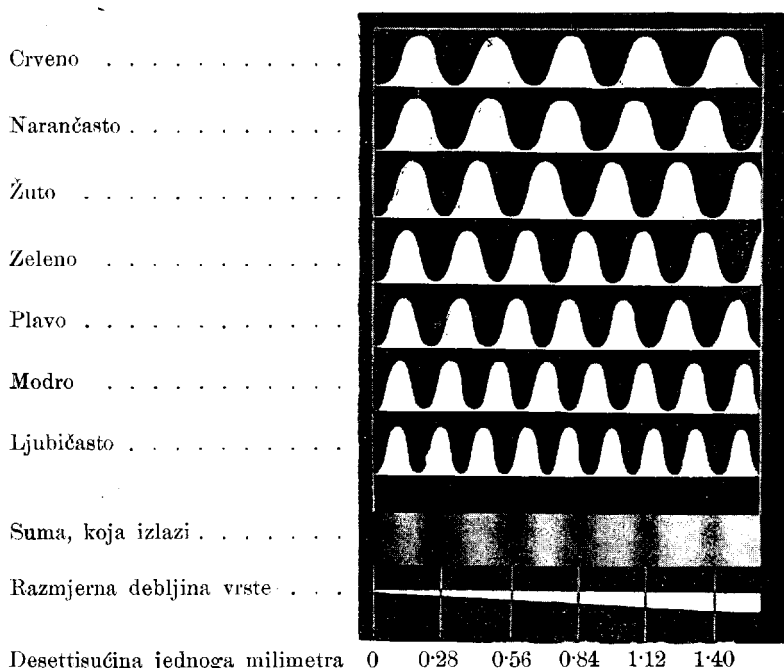 Crveno . . . . . . . . . . .
Narančasto . . . . . . . . . .
Žuto . . . . . . . . . . . .
Zeleno . . . . . . . . . . .
Plavo . . . . . . . . . . . .
Modro . . . . . . . . . . .
Ljubičasto . . . . . . . . . .
Suma, koja izlazi . . . . . . .
Razmjerna debljina vrste . . .
Desettisućina jednoga milimetra 0 0·28 0·56 0·84 1·12 1·40